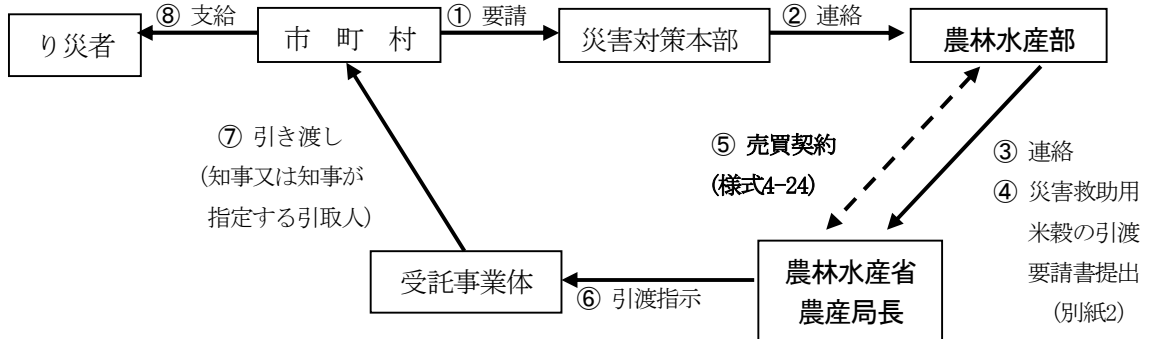 ⑧ 支給
① 要請
② 連絡
り災者
市 町 村
災害対策本部
農林水産部
⑦ 引き渡し
(知事又は知事が
指定する引取人)
⑤ 売買契約
(様式4-24)
③ 連絡
④ 災害救助用
米穀の引渡
要請書提出
(別紙2)
受託事業体
⑥ 引渡指示
農林水産省
農産局長